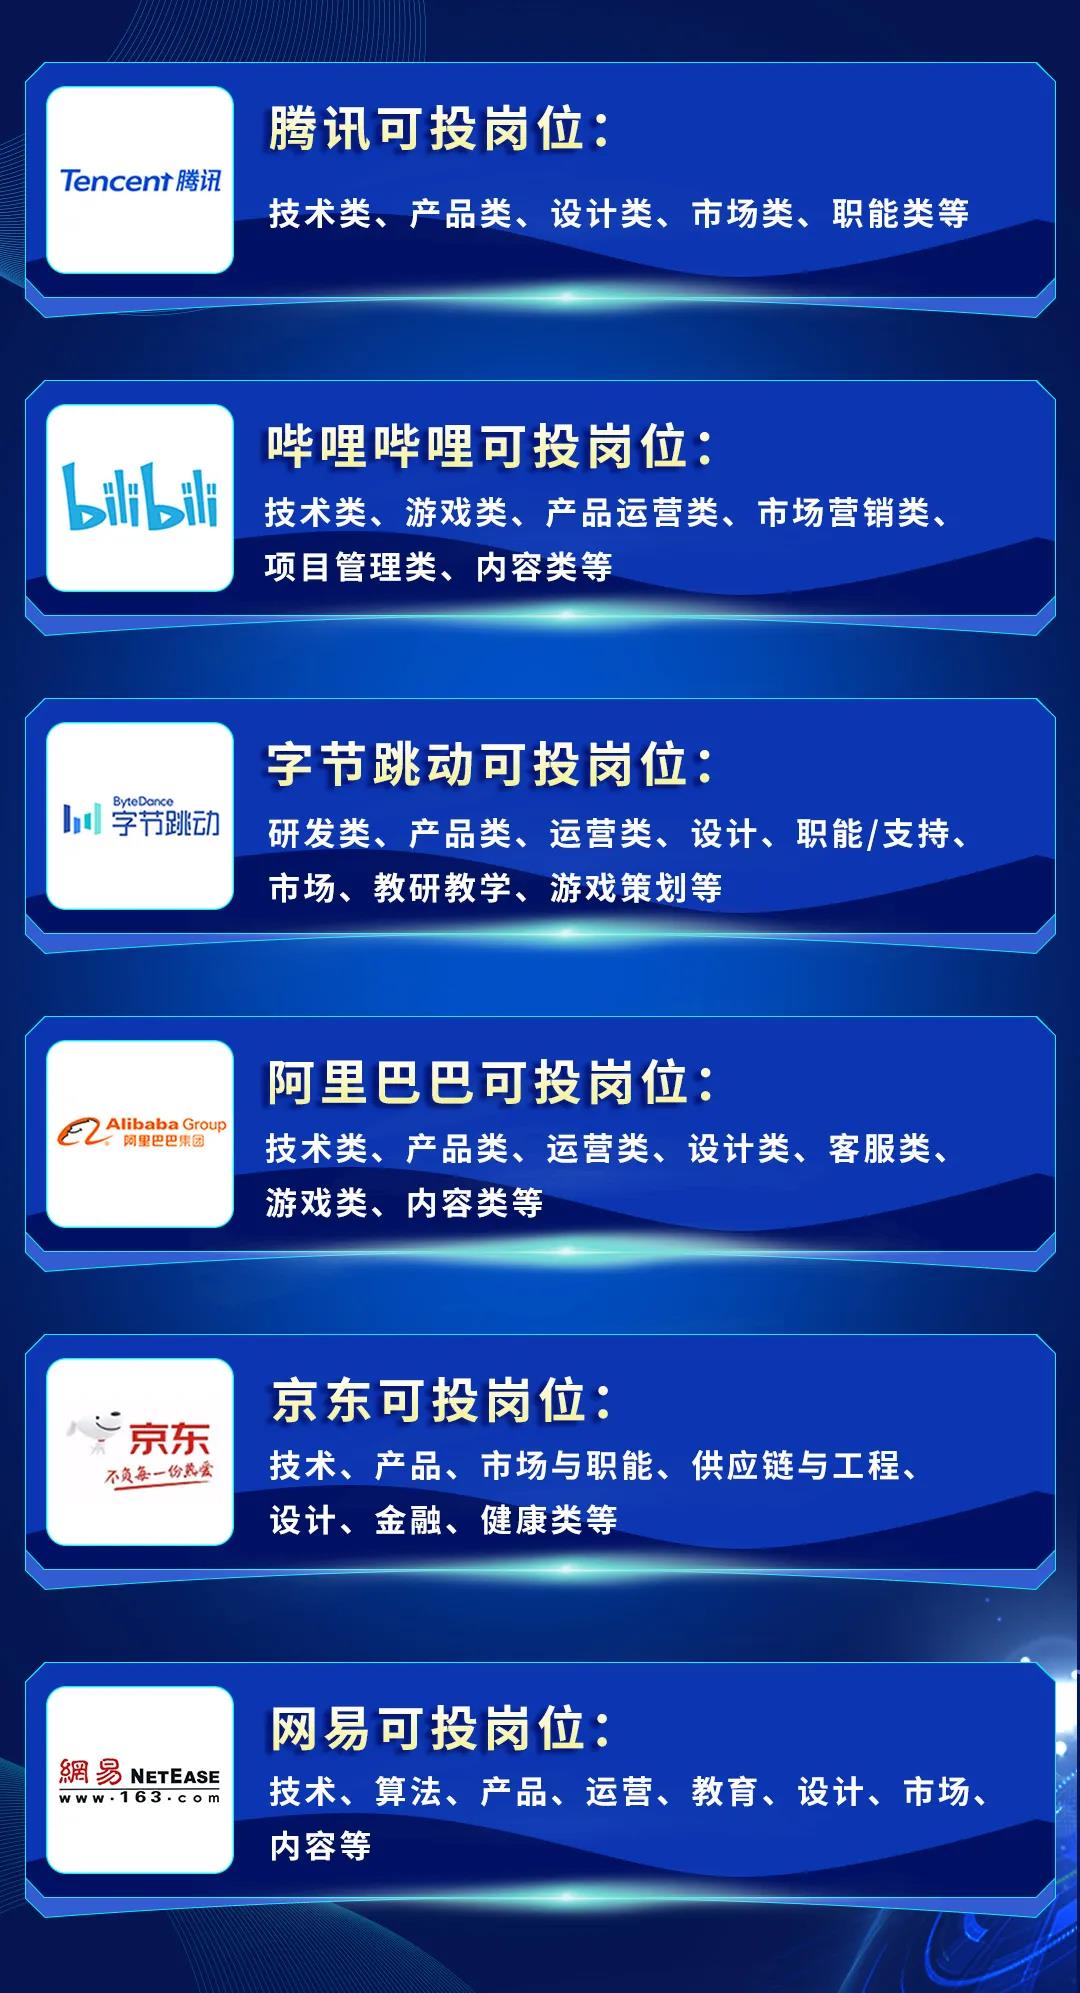 Tencent 腾讯
腾讯可投岗位：
技术类、产品类、设计类、市场类、职能类等
bilibili
哔哩哔哩可投岗位：
技术类、游戏类、产品运营类、市场营销类、
项目管理类、内容类等
ByteDance
字节跳动
字节跳动可投岗位：
研发类、产品类、运营类、设计、职能/支持、
市场、教研教学、游戏策划等
Alibaba Group
阿里巴巴集团
阿里巴巴可投岗位：
技术类、产品类、运营类、设计类、客服类、
游戏类、内容类等
京东
不负每一份热爱
京东可投岗位：
技术、产品、市场与职能、供应链与工程、
设计、金融、健康类等
網易 NETEASE
www.163.com
网易可投岗位：
技术、算法、产品、运营、教育、设计、市场、
内容等